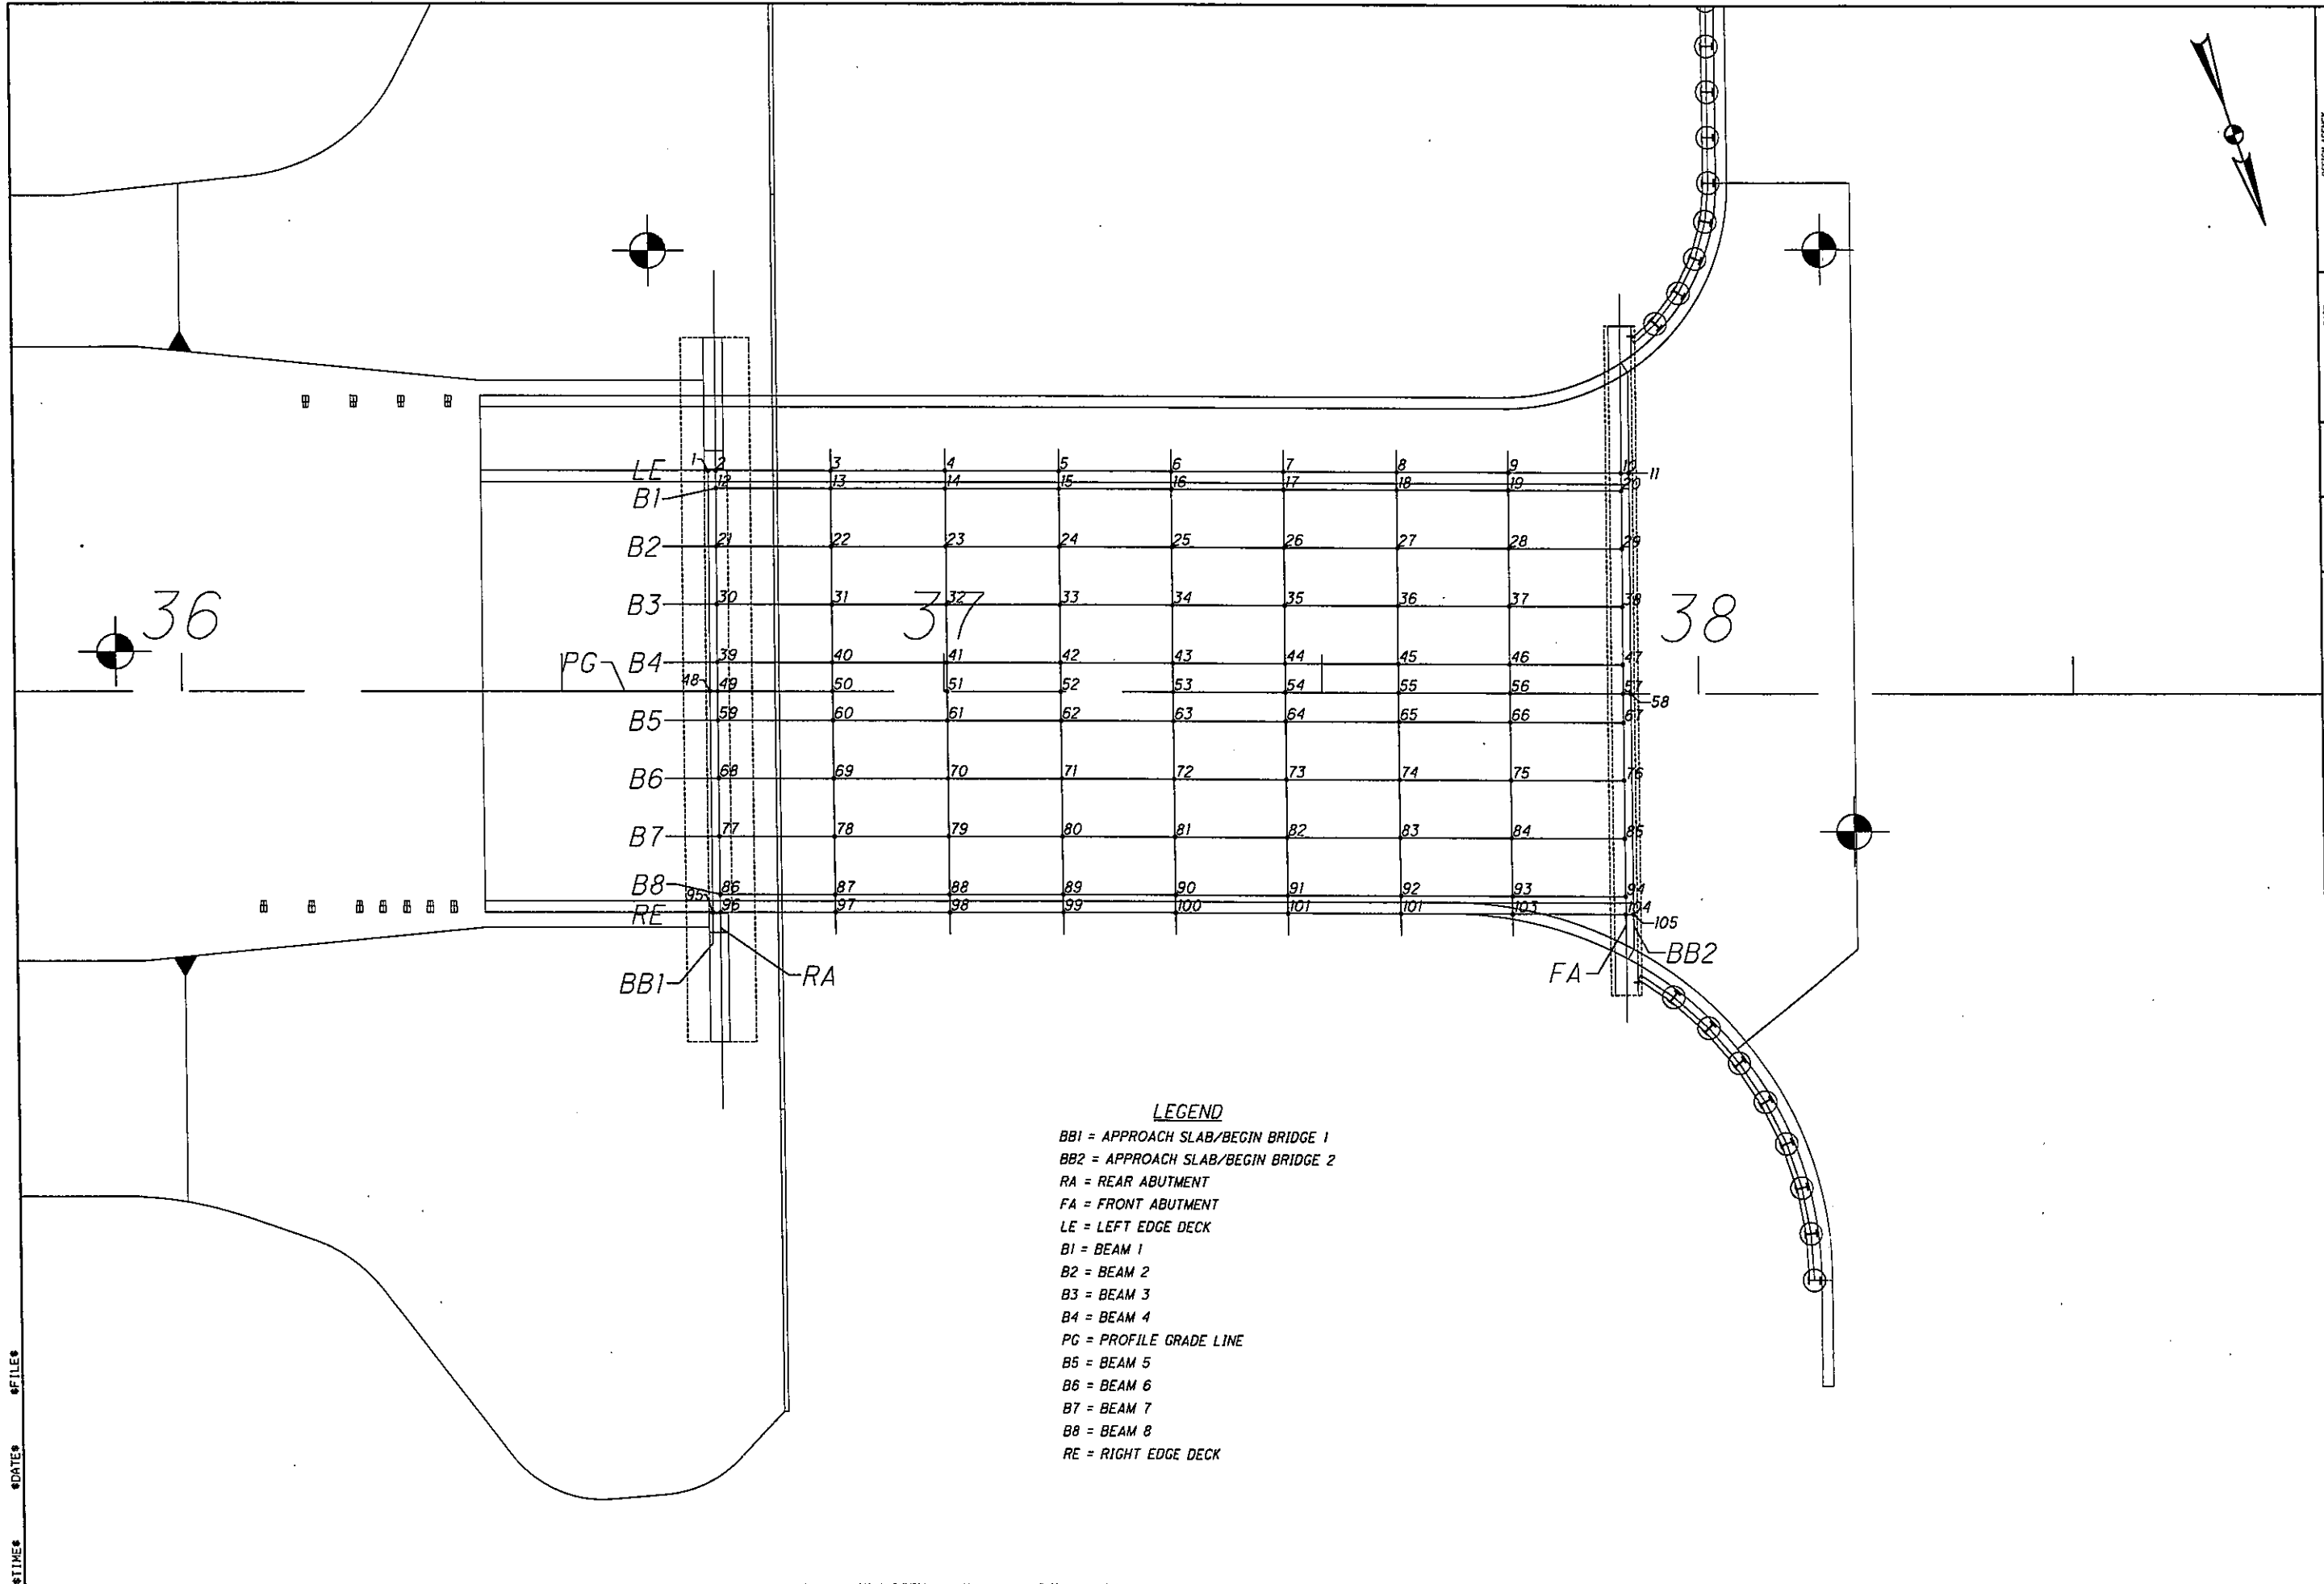 LE 1 2 3 4 5 6 7 8 9 10 11
B1 12 13 14 15 16 17 18 19 20
B2 21 22 23 24 25 26 27 28 29
36 B3 30 31 37 32 33 34 35 36 37 38 38
PG B4 39 40 41 42 43 44 45 46 47
48 49 50 51 52 53 54 55 56 57 58
B5 59 60 61 62 63 64 65 66 67
B6 68 69 70 71 72 73 74 75 76
B7 77 78 79 80 81 82 83 84 85
B8 86 87 88 89 90 91 92 93 94
RE 95 96 97 98 99 100 101 101 103 104 105
BB1 RA FA BB2
LEGEND
BB1 = APPROACH SLAB/BEGIN BRIDGE 1
BB2 = APPROACH SLAB/BEGIN BRIDGE 2
RA = REAR ABUTMENT
FA = FRONT ABUTMENT
LE = LEFT EDGE DECK
B1 = BEAM 1
B2 = BEAM 2
B3 = BEAM 3
B4 = BEAM 4
PG = PROFILE GRADE LINE
B5 = BEAM 5
B6 = BEAM 6
B7 = BEAM 7
B8 = BEAM 8
RE = RIGHT EDGE DECK
$TIME$ $DATE$ $FILE$